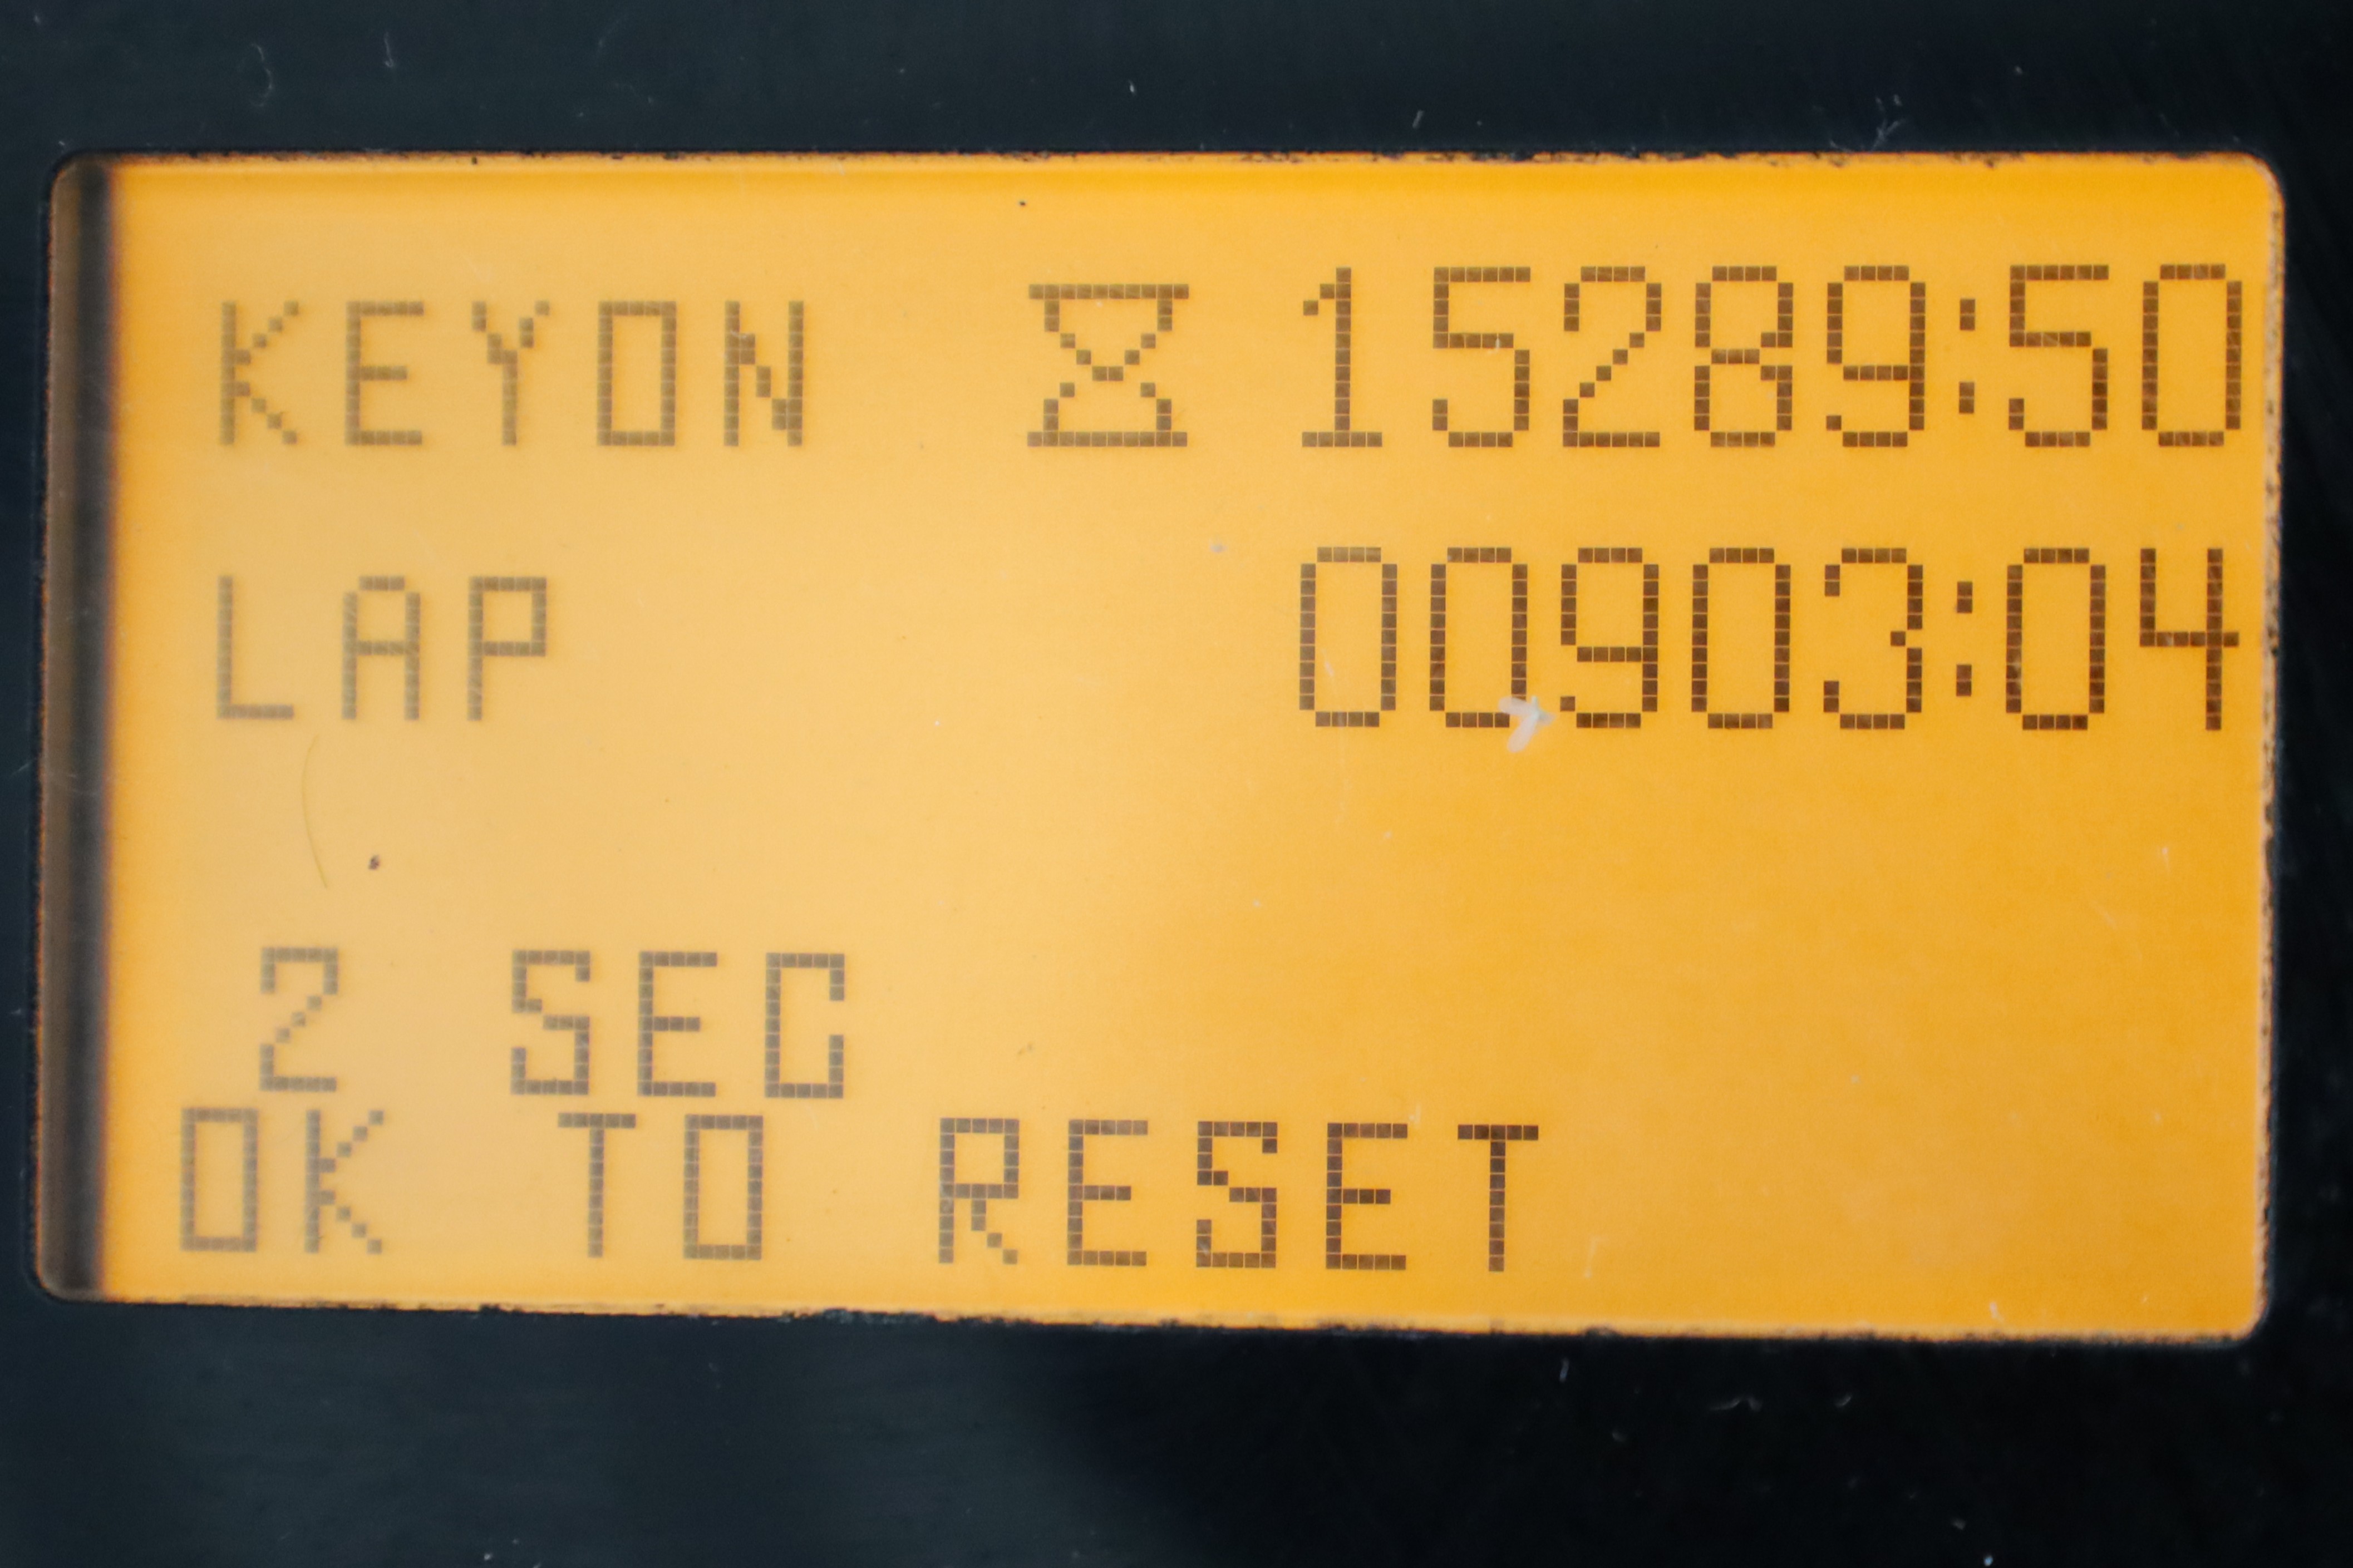 KEYON 15289:50
LAP 00903:04
2 SEC
OK TO RESET